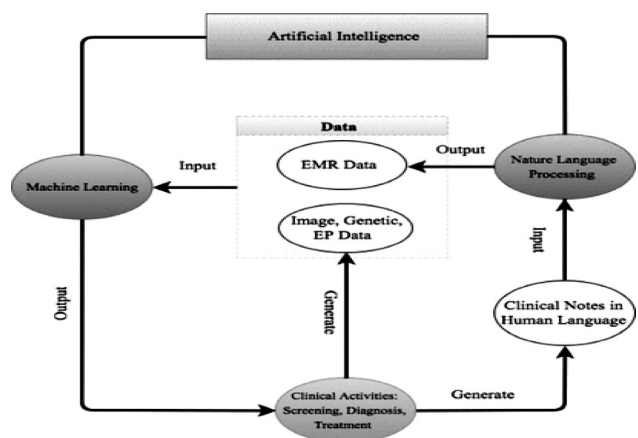 Artificial Intelligence
Data
Input
EMR Data
Output
Nature Language
Processing
Machine Learning
Image, Genetic,
EP Data
Input
Output
Generate
Clinical Notes in
Human Language
Clinical Activities:
Screening, Diagnosis,
Treatment
Generate